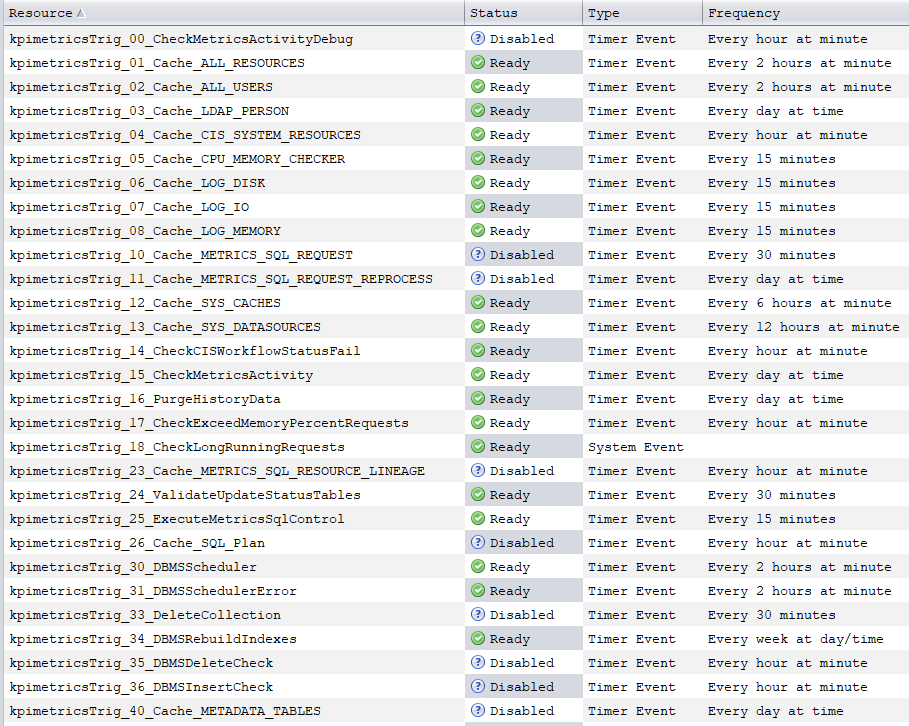 Resource Status Type Frequency
kpimetricsTrig_00_CheckMetricsActivityDebug Disabled Timer Event Every hour at minute
kpimetricsTrig_01_Cache_ALL_RESOURCES Ready Timer Event Every 2 hours at minute
kpimetricsTrig_02_Cache_ALL_USERS Ready Timer Event Every 2 hours at minute
kpimetricsTrig_03_Cache_LDAP_PERSON Ready Timer Event Every day at time
kpimetricsTrig_04_Cache_CIS_SYSTEM_RESOURCES Ready Timer Event Every hour at minute
kpimetricsTrig_05_Cache_CPU_MEMORY_CHECKER Ready Timer Event Every 15 minutes
kpimetricsTrig_06_Cache_LOG_DISK Ready Timer Event Every 15 minutes
kpimetricsTrig_07_Cache_LOG_IO Ready Timer Event Every 15 minutes
kpimetricsTrig_08_Cache_LOG_MEMORY Ready Timer Event Every 15 minutes
kpimetricsTrig_10_Cache_METRICS_SQL_REQUEST Disabled Timer Event Every 30 minutes
kpimetricsTrig_11_Cache_METRICS_SQL_REQUEST_REPROCESS Disabled Timer Event Every day at time
kpimetricsTrig_12_Cache_SYS_CACHES Ready Timer Event Every 6 hours at minute
kpimetricsTrig_13_Cache_SYS_DATASOURCES Ready Timer Event Every 12 hours at minute
kpimetricsTrig_14_CheckCISWorkflowStatusFail Ready Timer Event Every hour at minute
kpimetricsTrig_15_CheckMetricsActivity Ready Timer Event Every day at time
kpimetricsTrig_16_PurgeHistoryData Ready Timer Event Every day at time
kpimetricsTrig_17_CheckExceedMemoryPercentRequests Ready Timer Event Every hour at minute
kpimetricsTrig_18_CheckLongRunningRequests Ready System Event
kpimetricsTrig_23_Cache_METRICS_SQL_RESOURCE_LINEAGE Disabled Timer Event Every hour at minute
kpimetricsTrig_24_ValidateUpdateStatusTables Ready Timer Event Every 30 minutes
kpimetricsTrig_25_ExecuteMetricsSqlControl Ready Timer Event Every 15 minutes
kpimetricsTrig_26_Cache_SQL_Plan Disabled Timer Event Every hour at minute
kpimetricsTrig_30_DBMSScheduler Ready Timer Event Every 2 hours at minute
kpimetricsTrig_31_DBMSSchedulerError Ready Timer Event Every 2 hours at minute
kpimetricsTrig_33_DeleteCollection Disabled Timer Event Every 30 minutes
kpimetricsTrig_34_DBMSRebuildIndexes Ready Timer Event Every week at day/time
kpimetricsTrig_35_DBMSDeleteCheck Disabled Timer Event Every hour at minute
kpimetricsTrig_36_DBMSInsertCheck Disabled Timer Event Every hour at minute
kpimetricsTrig_40_Cache_METADATA_TABLES Disabled Timer Event Every day at time